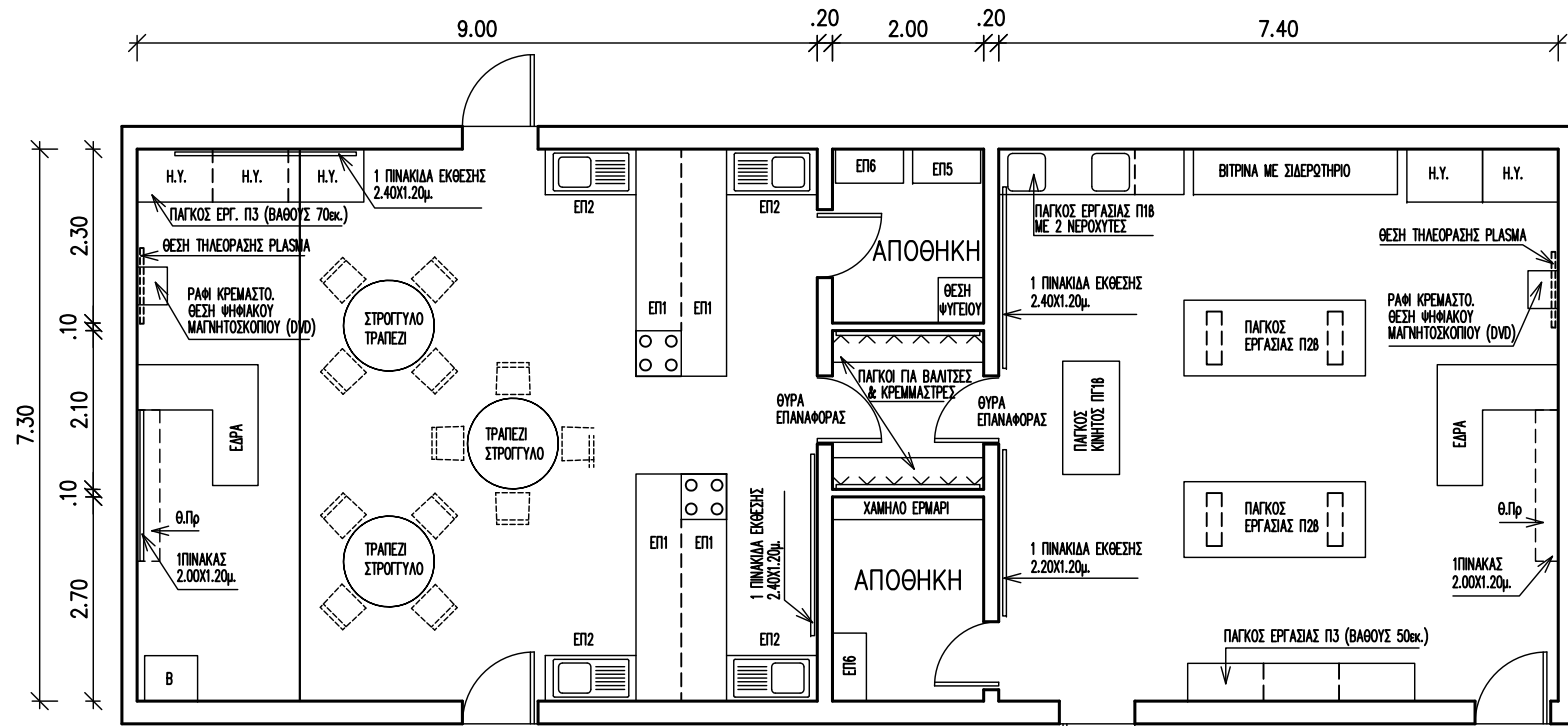 9.00
.20
2.00
.20
7.40
7.30
2.30
.10
2.10
.10
2.70
Η.Υ.
Η.Υ.
Η.Υ.
1 ΠΙΝΑΚΙΔΑ ΕΚΘΕΣΗΣ
2.40Χ1.20μ.
ΠΑΓΚΟΣ ΕΡΓ. Π3 (ΒΑΘΟΥΣ 70εκ.)
ΘΕΣΗ ΤΗΛΕΟΡΑΣΗΣ PLASMA
ΡΑΦΙ ΚΡΕΜΑΣΤΟ.
ΘΕΣΗ ΨΗΦΙΑΚΟΥ
ΜΑΓΝΗΤΟΣΚΟΠΙΟΥ (DVD)
ΣΤΡΟΓΓΥΛΟ
ΤΡΑΠΕΖΙ
ΤΡΑΠΕΖΙ
ΣΤΡΟΓΓΥΛΟ
ΤΡΑΠΕΖΙ
ΣΤΡΟΓΓΥΛΟ
ΕΔΡΑ
Θ.Πρ
1ΠΙΝΑΚΑΣ
2.00Χ1.20μ.
Β
ΕΠ2
ΕΠ2
ΕΠ1
ΕΠ1
ΕΠ1
ΕΠ1
ΕΠ2
ΕΠ2
1 ΠΙΝΑΚΙΔΑ ΕΚΘΕΣΗΣ
2.40Χ1.20μ.
ΕΠ6
ΕΠ5
ΑΠΟΘΗΚΗ
ΘΕΣΗ
ΨΥΓΕΙΟΥ
ΠΑΓΚΟΙ ΓΙΑ ΒΑΛΙΤΣΕΣ
& ΚΡΕΜΜΑΣΤΡΕΣ
ΘΥΡΑ
ΕΠΑΝΑΦΟΡΑΣ
ΘΥΡΑ
ΕΠΑΝΑΦΟΡΑΣ
ΧΑΜΗΛΟ ΕΡΜΑΡΙ
ΑΠΟΘΗΚΗ
ΕΠ6
ΠΑΓΚΟΣ ΕΡΓΑΣΙΑΣ Π1Β
ΜΕ 2 ΝΕΡΟΧΥΤΕΣ
ΒΙΤΡΙΝΑ ΜΕ ΣΙΔΕΡΩΤΗΡΙΟ
Η.Υ.
Η.Υ.
1 ΠΙΝΑΚΙΔΑ ΕΚΘΕΣΗΣ
2.40Χ1.20μ.
ΘΕΣΗ ΤΗΛΕΟΡΑΣΗΣ PLASMA
ΡΑΦΙ ΚΡΕΜΑΣΤΟ.
ΘΕΣΗ ΨΗΦΙΑΚΟΥ
ΜΑΓΝΗΤΟΣΚΟΠΙΟΥ (DVD)
ΠΑΓΚΟΣ
ΕΡΓΑΣΙΑΣ Π2Β
ΠΑΓΚΟΣ
ΚΙΝΗΤΟΣ ΠΓ1Β
ΕΔΡΑ
ΠΑΓΚΟΣ
ΕΡΓΑΣΙΑΣ Π2Β
Θ.Πρ
1ΠΙΝΑΚΑΣ
2.00Χ1.20μ.
1 ΠΙΝΑΚΙΔΑ ΕΚΘΕΣΗΣ
2.20Χ1.20μ.
ΠΑΓΚΟΣ ΕΡΓΑΣΙΑΣ Π3 (ΒΑΘΟΥΣ 50εκ.)